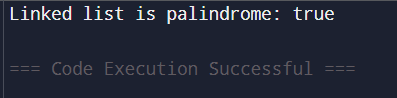 Linked list is palindrome: true
=== Code Execution Successful ===